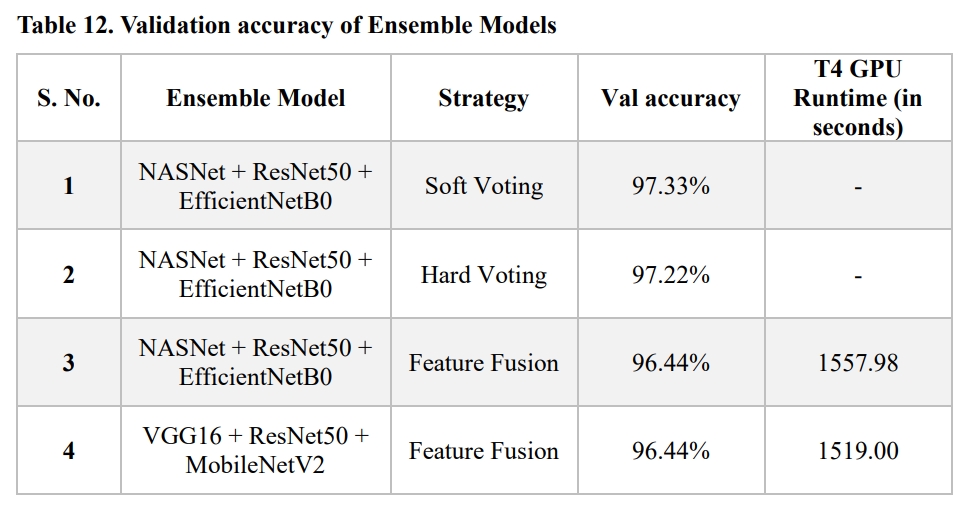 Table 12. Validation accuracy of Ensemble Models
S. No. Ensemble Model Strategy Val accuracy T4 GPU
Runtime (in
seconds)
1 NASNet + ResNet50 +
EfficientNetB0 Soft Voting 97.33% -
2 NASNet + ResNet50 +
EfficientNetB0 Hard Voting 97.22% -
3 NASNet + ResNet50 +
EfficientNetB0 Feature Fusion 96.44% 1557.98
4 VGG16 + ResNet50 +
MobileNetV2 Feature Fusion 96.44% 1519.00